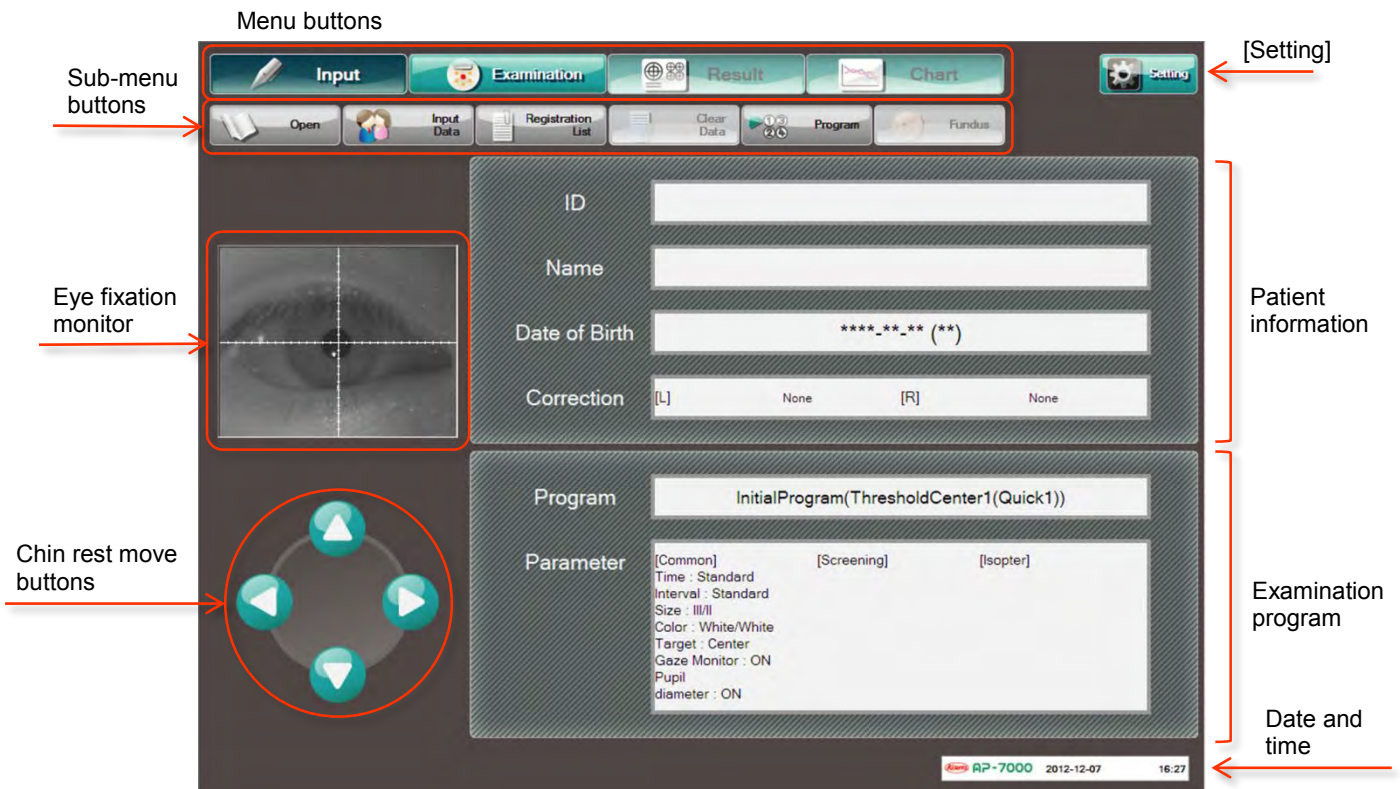 Menu buttons
[Setting]
Sub-menu
buttons
Input
Examination
Result
Chart
Setting
Open
Input
Data
Registration
List
Clear
Data
Program
Fundus
ID
Name
Date of Birth
****-**-** (**)
Correction
[L] None [R] None
Eye fixation
monitor
Patient
information
Program
InitialProgram(ThresholdCenter1(Quick1))
Parameter
[Common] [Screening] [Isopter]
Time : Standard
Interval : Standard
Size : III/II
Color : White/White
Target : Center
Gaze Monitor : ON
Pupil
diameter : ON
Chin rest move
buttons
Examination
program
Date and
time
Kowa AP-7000 2012-12-07 16:27